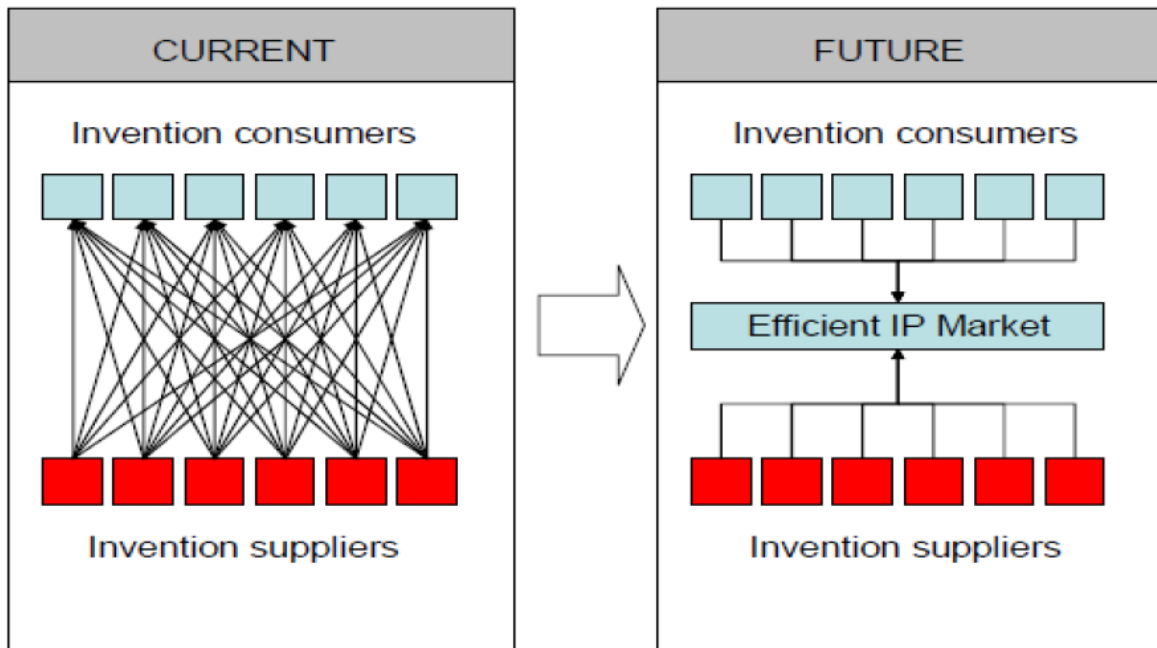 CURRENT
Invention consumers
Invention suppliers
FUTURE
Invention consumers
Efficient IP Market
Invention suppliers